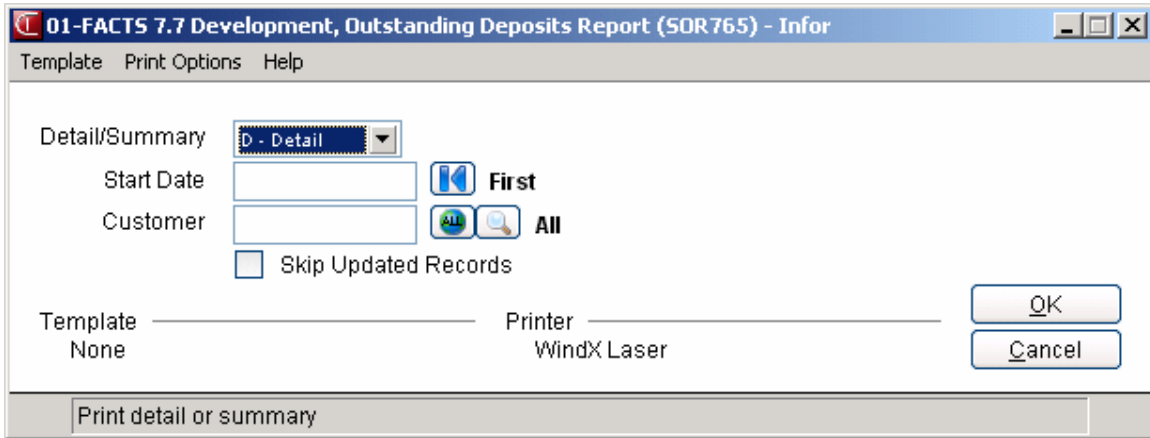 01-FACTS 7.7 Development, Outstanding Deposits Report (SOR765) - Infor
Template Print Options Help
Detail/Summary D - Detail
Start Date First
Customer ALL All
Skip Updated Records
Template Printer
None WindX Laser
OK
Cancel
Print detail or summary